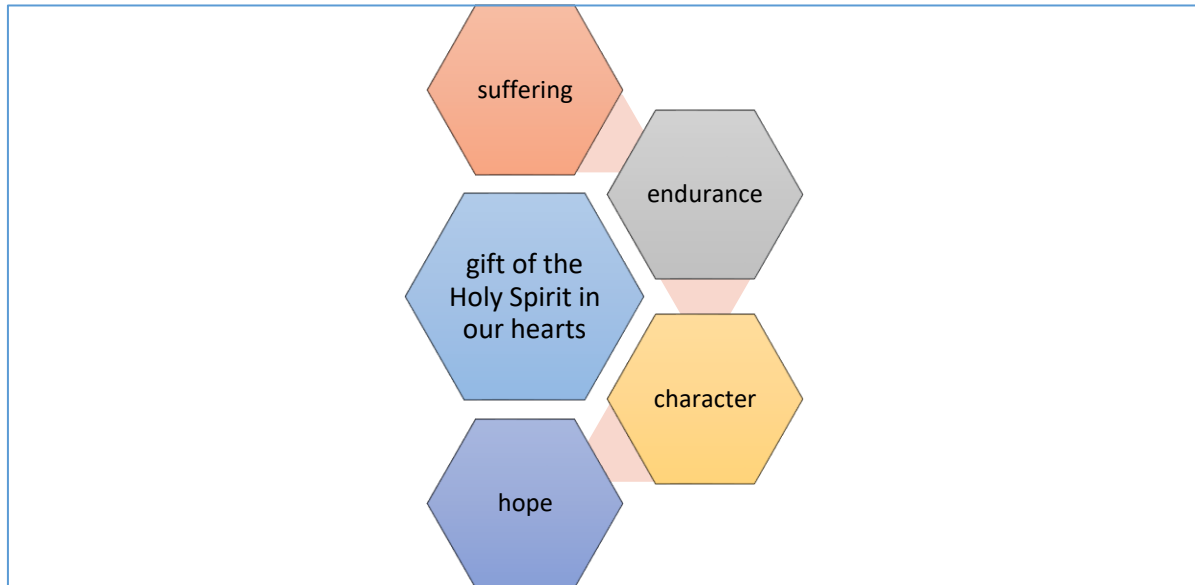 suffering
endurance
gift of the
Holy Spirit in
our hearts
character
hope